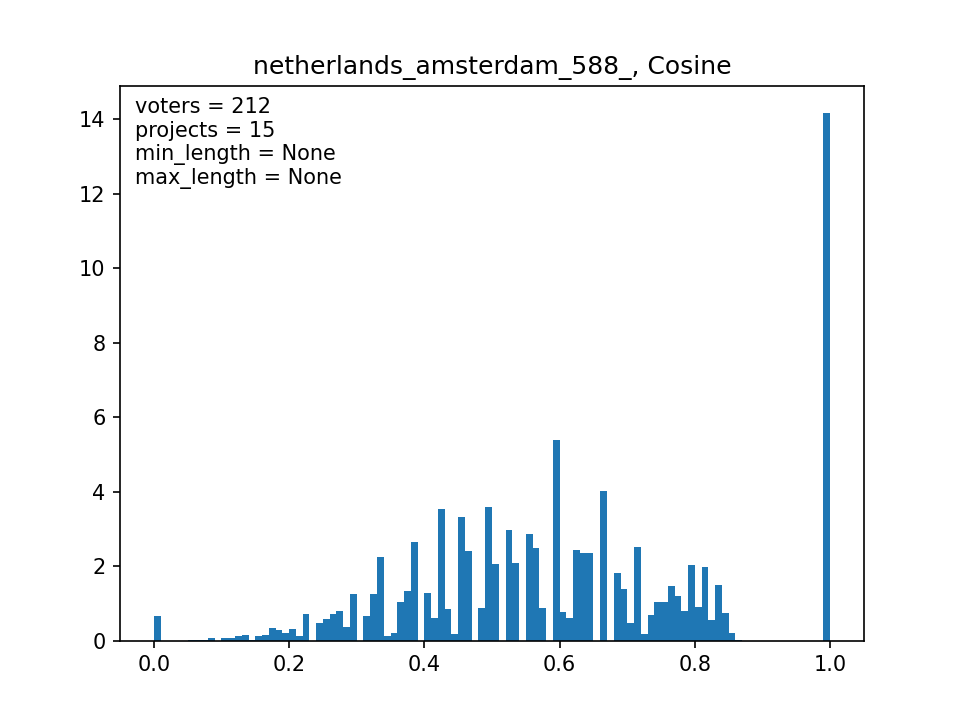 netherlands_amsterdam_588_, Cosine
voters = 212
projects = 15
min_length = None
max_length = None
14
12
10
8
6
4
2
0
0.0 0.2 0.4 0.6 0.8 1.0